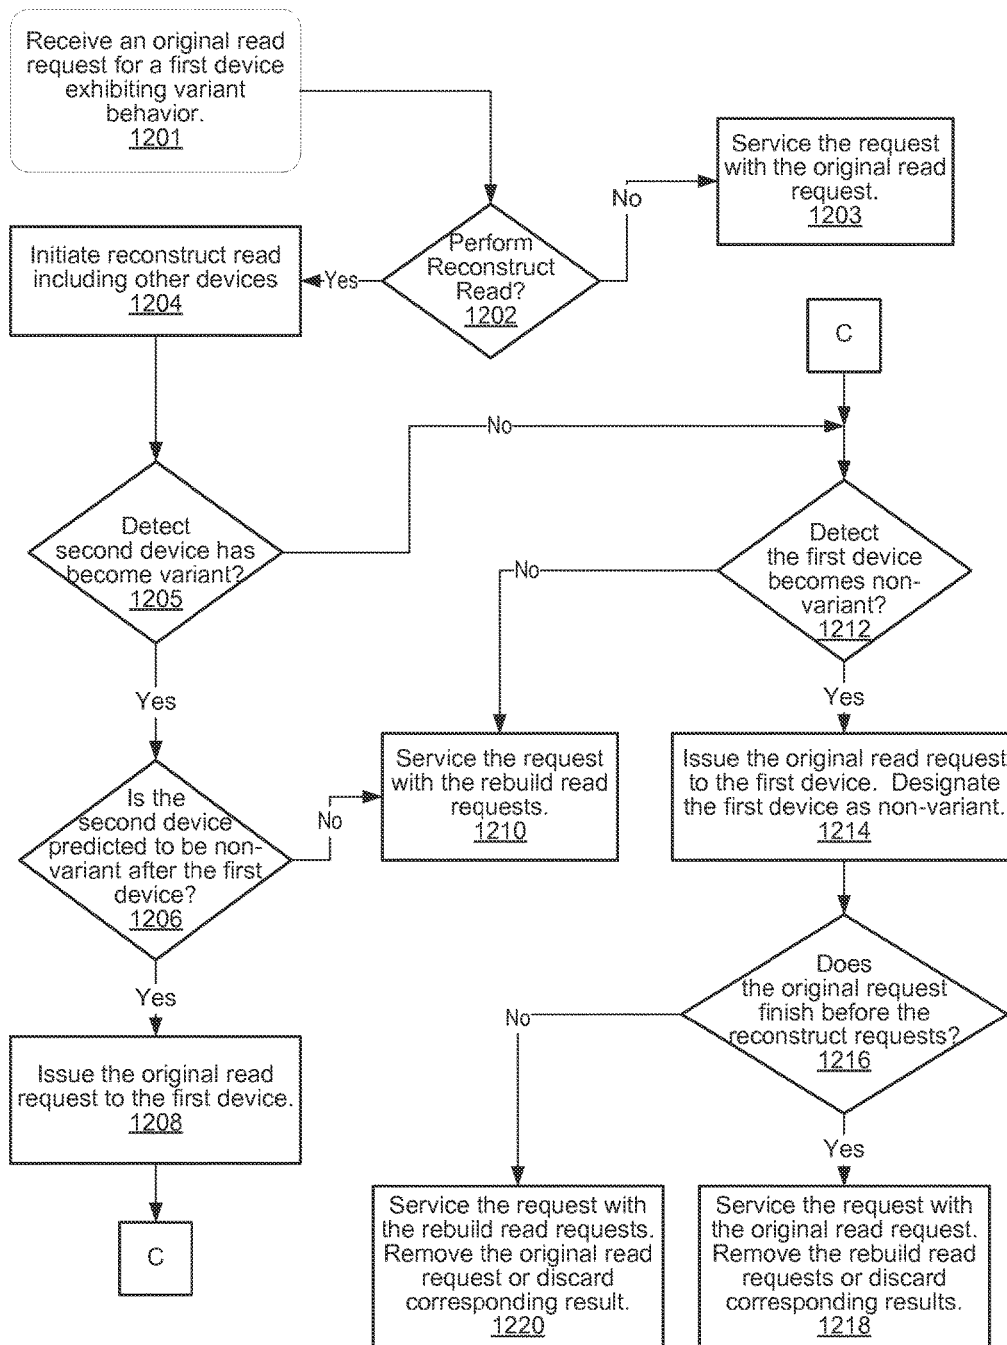 Receive an original read
request for a first device
exhibiting variant
behavior.
1201
Service the request
with the original read
request.
1203
No
Perform
Reconstruct
Read?
1202
Yes
Initiate reconstruct read
including other devices
1204
C
No
Detect
second device has
become variant?
1205
Detect
the first device
becomes non-
variant?
1212
No
Yes
Yes
Service the request
with the rebuild read
requests.
1210
Issue the original read request
to the first device. Designate
the first device as non-variant.
1214
Is the
second device
predicted to be non-
variant after the first
device?
1206
No
Yes
Does
the original request
finish before the
reconstruct requests?
1216
No
Yes
Issue the original read
request to the first device.
1208
C
Service the request with
the rebuild read requests.
Remove the original read
request or discard
corresponding result.
1220
Service the request with
the original read request.
Remove the rebuild read
requests or discard
corresponding results.
1218